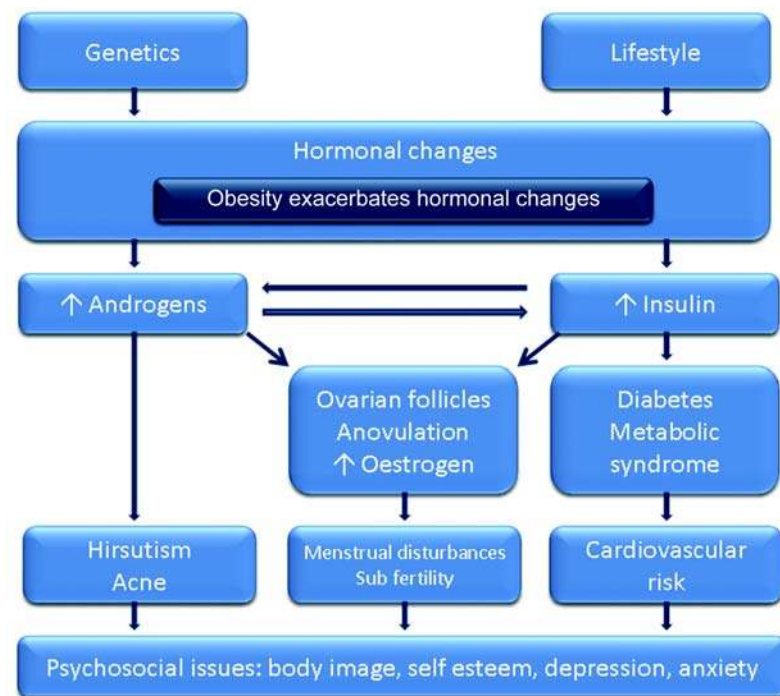 Genetics
Lifestyle
Hormonal changes
Obesity exacerbates hormonal changes
↑ Androgens
↑ Insulin
Ovarian follicles
Anovulation
↑ Oestrogen
Diabetes
Metabolic
syndrome
Hirsutism
Acne
Menstrual disturbances
Sub fertility
Cardiovascular
risk
Psychosocial issues: body image, self esteem, depression, anxiety